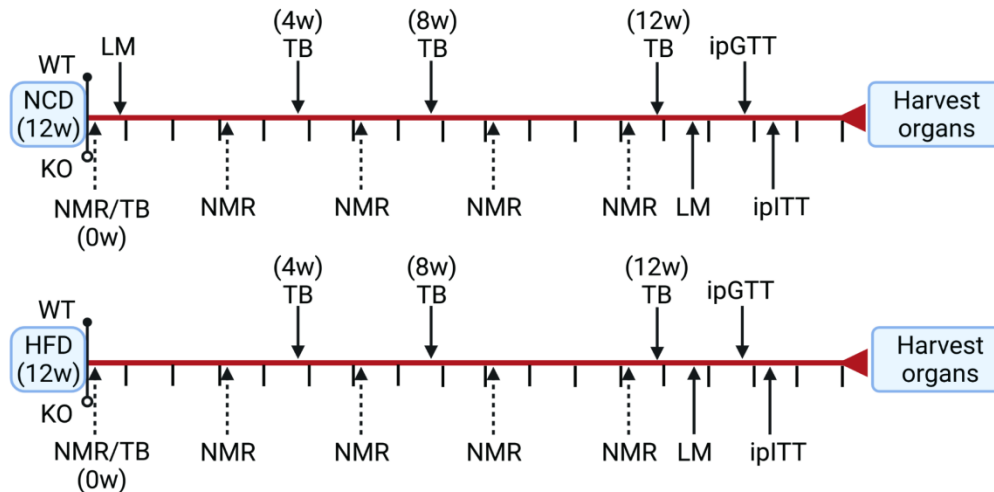 LM
(4w)
TB
(8w)
TB
(12w)
TB
ipGTT
WT
NCD
(12w)
KO
Harvest
organs
NMR/TB
(0w)
NMR
NMR
NMR
NMR
LM
ipITT
(4w)
TB
(8w)
TB
(12w)
TB
ipGTT
WT
HFD
(12w)
KO
Harvest
organs
NMR/TB
(0w)
NMR
NMR
NMR
NMR
LM
ipITT